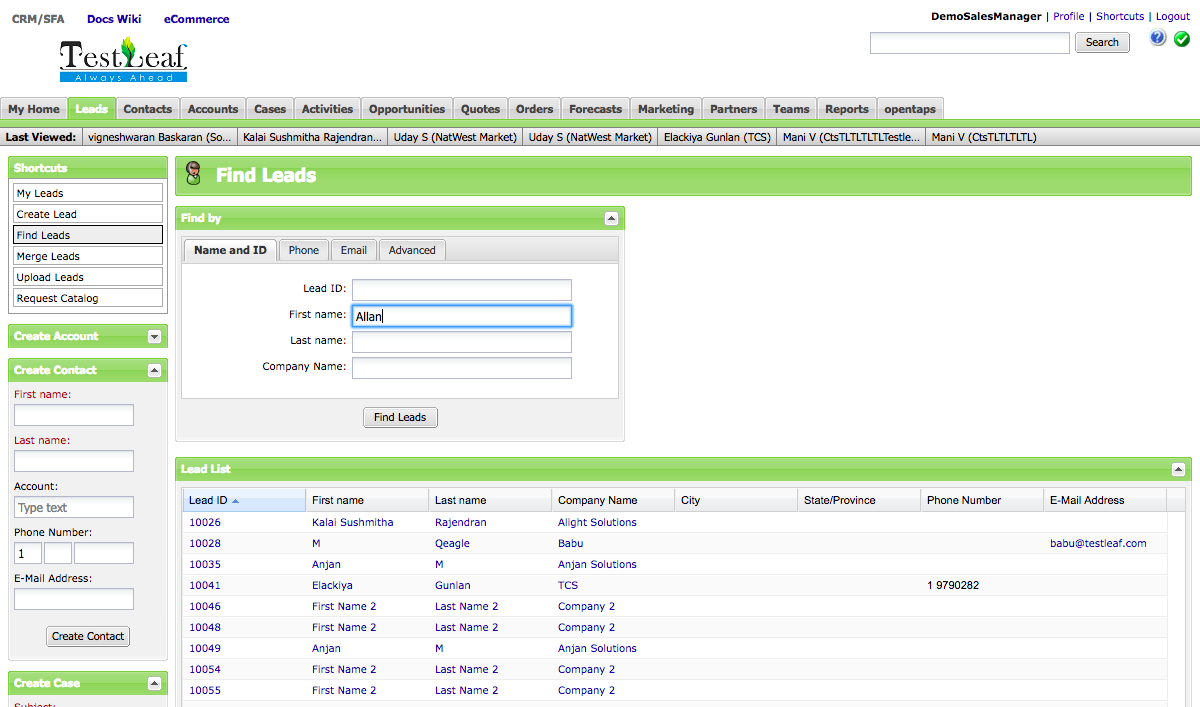 CRM/SFA Docs Wiki eCommerce
DemoSalesManager | Profile | Shortcuts | Logout
TestLeaf
Always Ahead
Search
My Home Leads Contacts Accounts Cases Activities Opportunities Quotes Orders Forecasts Marketing Partners Teams Reports opentaps
Last Viewed: vigneshwaran Baskaran (So... Kalai Sushmitha Rajendran... Uday S (NatWest Market) Uday S (NatWest Market) Elackiya Gunlan (TCS) Mani V (CtsTLTLTLTLTestle... Mani V (CtsTLTLTLTL)
Shortcuts
My Leads
Create Lead
Find Leads
Merge Leads
Upload Leads
Request Catalog
Create Account
Create Contact
First name:
Last name:
Account:
Type text
Phone Number:
1
E-Mail Address:
Create Contact
Create Case
Subject:
Find Leads
Find by
Name and ID Phone Email Advanced
Lead ID:
First name: Allan
Last name:
Company Name:
Find Leads
Lead List
Lead ID First name Last name Company Name City State/Province Phone Number E-Mail Address
10026 Kalai Sushmitha Rajendran Alight Solutions
10028 M Qeagle Babu babu@testleaf.com
10035 Anjan M Anjan Solutions
10041 Elackiya Gunlan TCS 1 9790282
10046 First Name 2 Last Name 2 Company 2
10048 First Name 2 Last Name 2 Company 2
10049 Anjan M Anjan Solutions
10054 First Name 2 Last Name 2 Company 2
10055 First Name 2 Last Name 2 Company 2